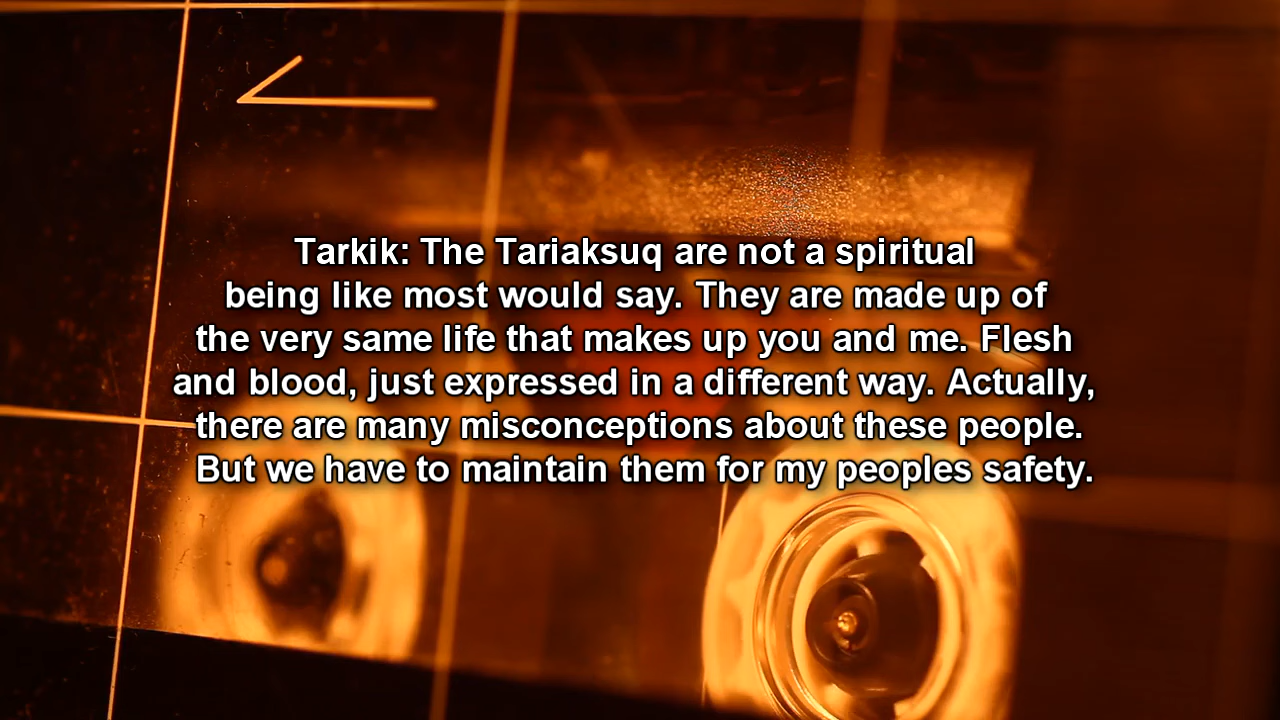 Tarkik: The Tariaksuq are not a spiritual
being like most would say. They are made up of
the very same life that makes up you and me. Flesh
and blood, just expressed in a different way. Actually,
there are many misconceptions about these people.
But we have to maintain them for my peoples safety.